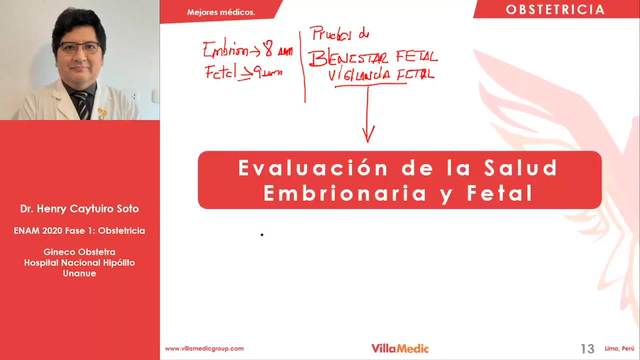 Mejores médicos.
OBSTETRICIA
Embrion → 8 sem
Fetal ≥ 9 sem
Pruebas de
BIENESTAR FETAL
VIGILANCIA FETAL
Evaluación de la Salud
Embrionaria y Fetal
Dr. Henry Caytuiro Soto
ENAM 2020 Fase 1: Obstetricia
Gineco Obstetra
Hospital Nacional Hipólito
Unanue
www.villamedicgroup.com
VillaMedic
13
Lima, Perú